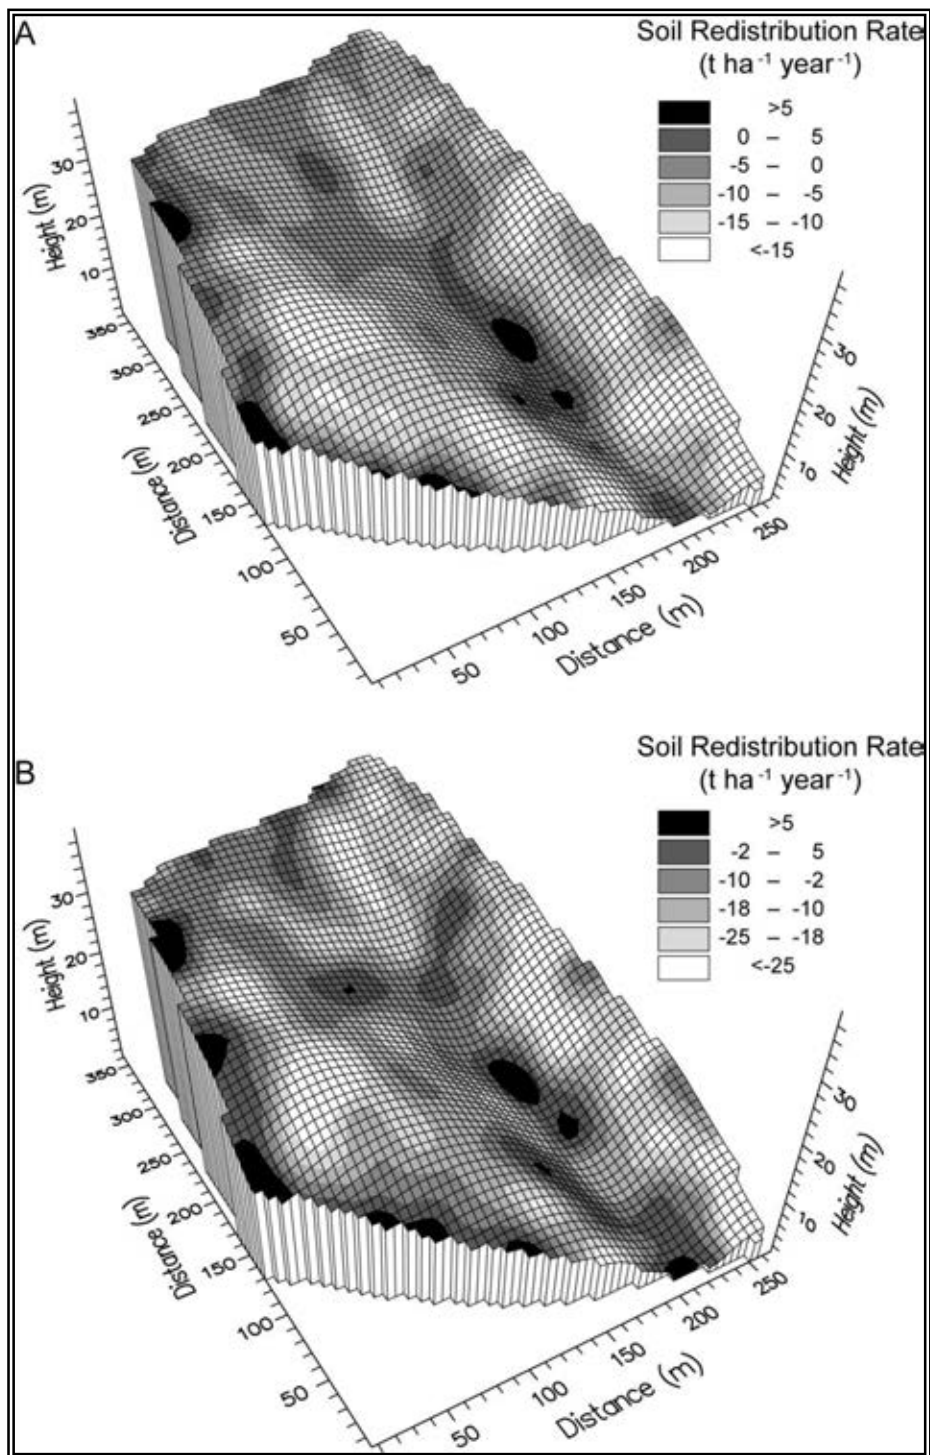 A
Soil Redistribution Rate
(t ha⁻¹ year⁻¹)
>5
0 – 5
-5 – 0
-10 – -5
-15 – -10
<-15
Height (m)
30
20
10
350
300
250
200
150
100
50
Distance (m)
50
100
150
200
250
Distance (m)
30
20
10
Height (m)
B
Soil Redistribution Rate
(t ha⁻¹ year⁻¹)
>5
-2 – 5
-10 – -2
-18 – -10
-25 – -18
<-25
Height (m)
30
20
10
350
300
250
200
150
100
50
Distance (m)
50
100
150
200
250
Distance (m)
30
20
10
Height (m)